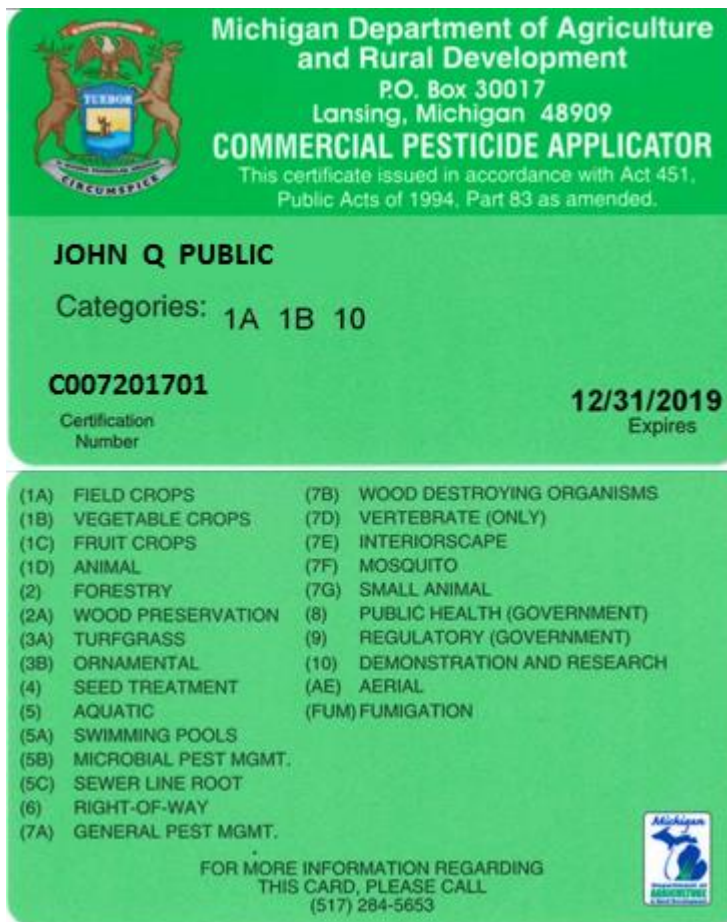 Michigan Department of Agriculture
and Rural Development
P.O. Box 30017
Lansing, Michigan 48909
COMMERCIAL PESTICIDE APPLICATOR
This certificate issued in accordance with Act 451,
Public Acts of 1994, Part 83 as amended.
TUEBOR
CIRCUMSPICE
JOHN Q PUBLIC
Categories: 1A 1B 10
C007201701
Certification
Number
12/31/2019
Expires
(1A) FIELD CROPS
(1B) VEGETABLE CROPS
(1C) FRUIT CROPS
(1D) ANIMAL
(2) FORESTRY
(2A) WOOD PRESERVATION
(3A) TURFGRASS
(3B) ORNAMENTAL
(4) SEED TREATMENT
(5) AQUATIC
(5A) SWIMMING POOLS
(5B) MICROBIAL PEST MGMT.
(5C) SEWER LINE ROOT
(6) RIGHT-OF-WAY
(7A) GENERAL PEST MGMT.
(7B) WOOD DESTROYING ORGANISMS
(7D) VERTEBRATE (ONLY)
(7E) INTERIORSCAPE
(7F) MOSQUITO
(7G) SMALL ANIMAL
(8) PUBLIC HEALTH (GOVERNMENT)
(9) REGULATORY (GOVERNMENT)
(10) DEMONSTRATION AND RESEARCH
(AE) AERIAL
(FUM) FUMIGATION
FOR MORE INFORMATION REGARDING
THIS CARD, PLEASE CALL
(517) 284-5653
Michigan
Department of
AGRICULTURE
& Rural Development